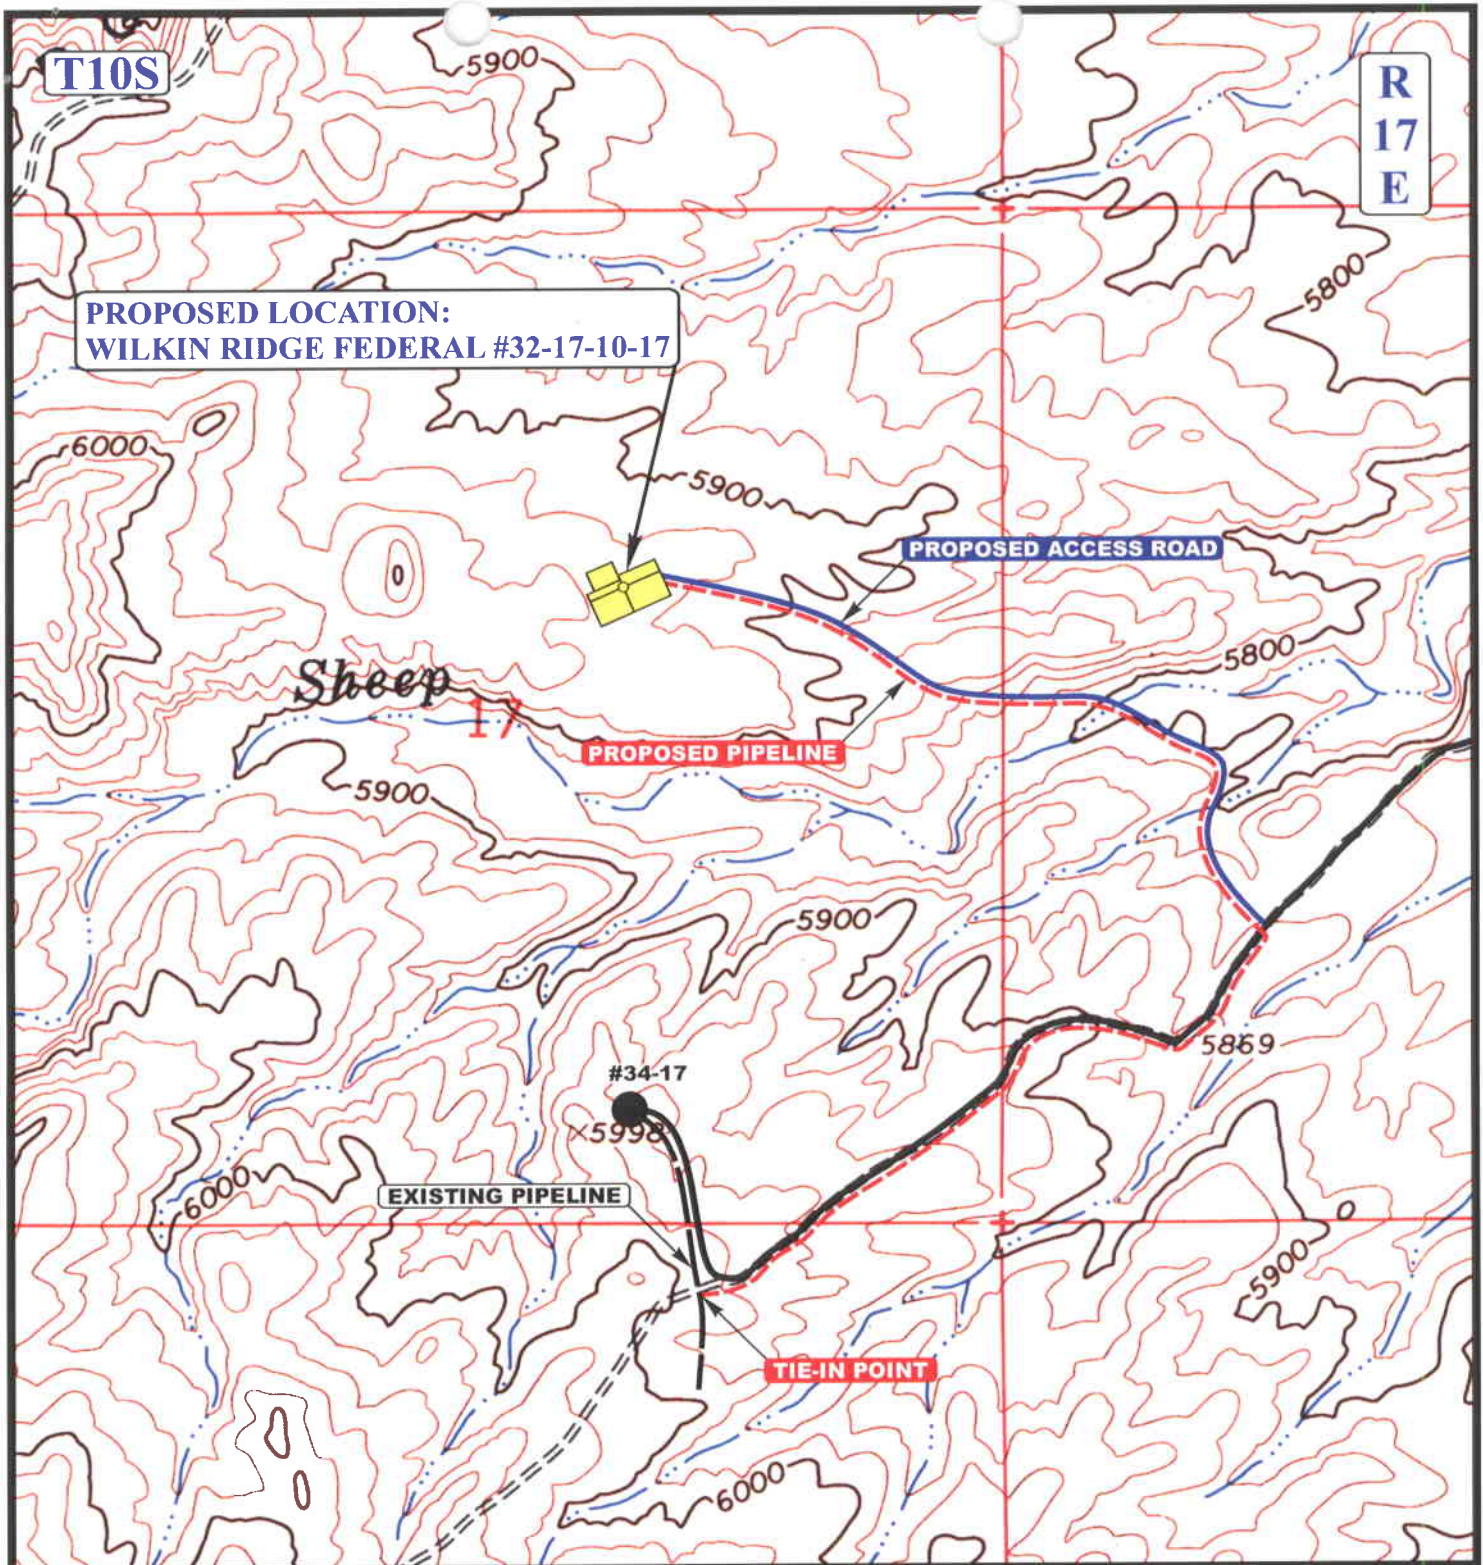 5900
T10S
R
17
E
5800
PROPOSED LOCATION:
WILKIN RIDGE FEDERAL #32-17-10-17
6000
5900
PROPOSED ACCESS ROAD
5800
Sheep
17
PROPOSED PIPELINE
5900
5900
5869
#34-17
×5998
6000
EXISTING PIPELINE
5900
TIE-IN POINT
6000